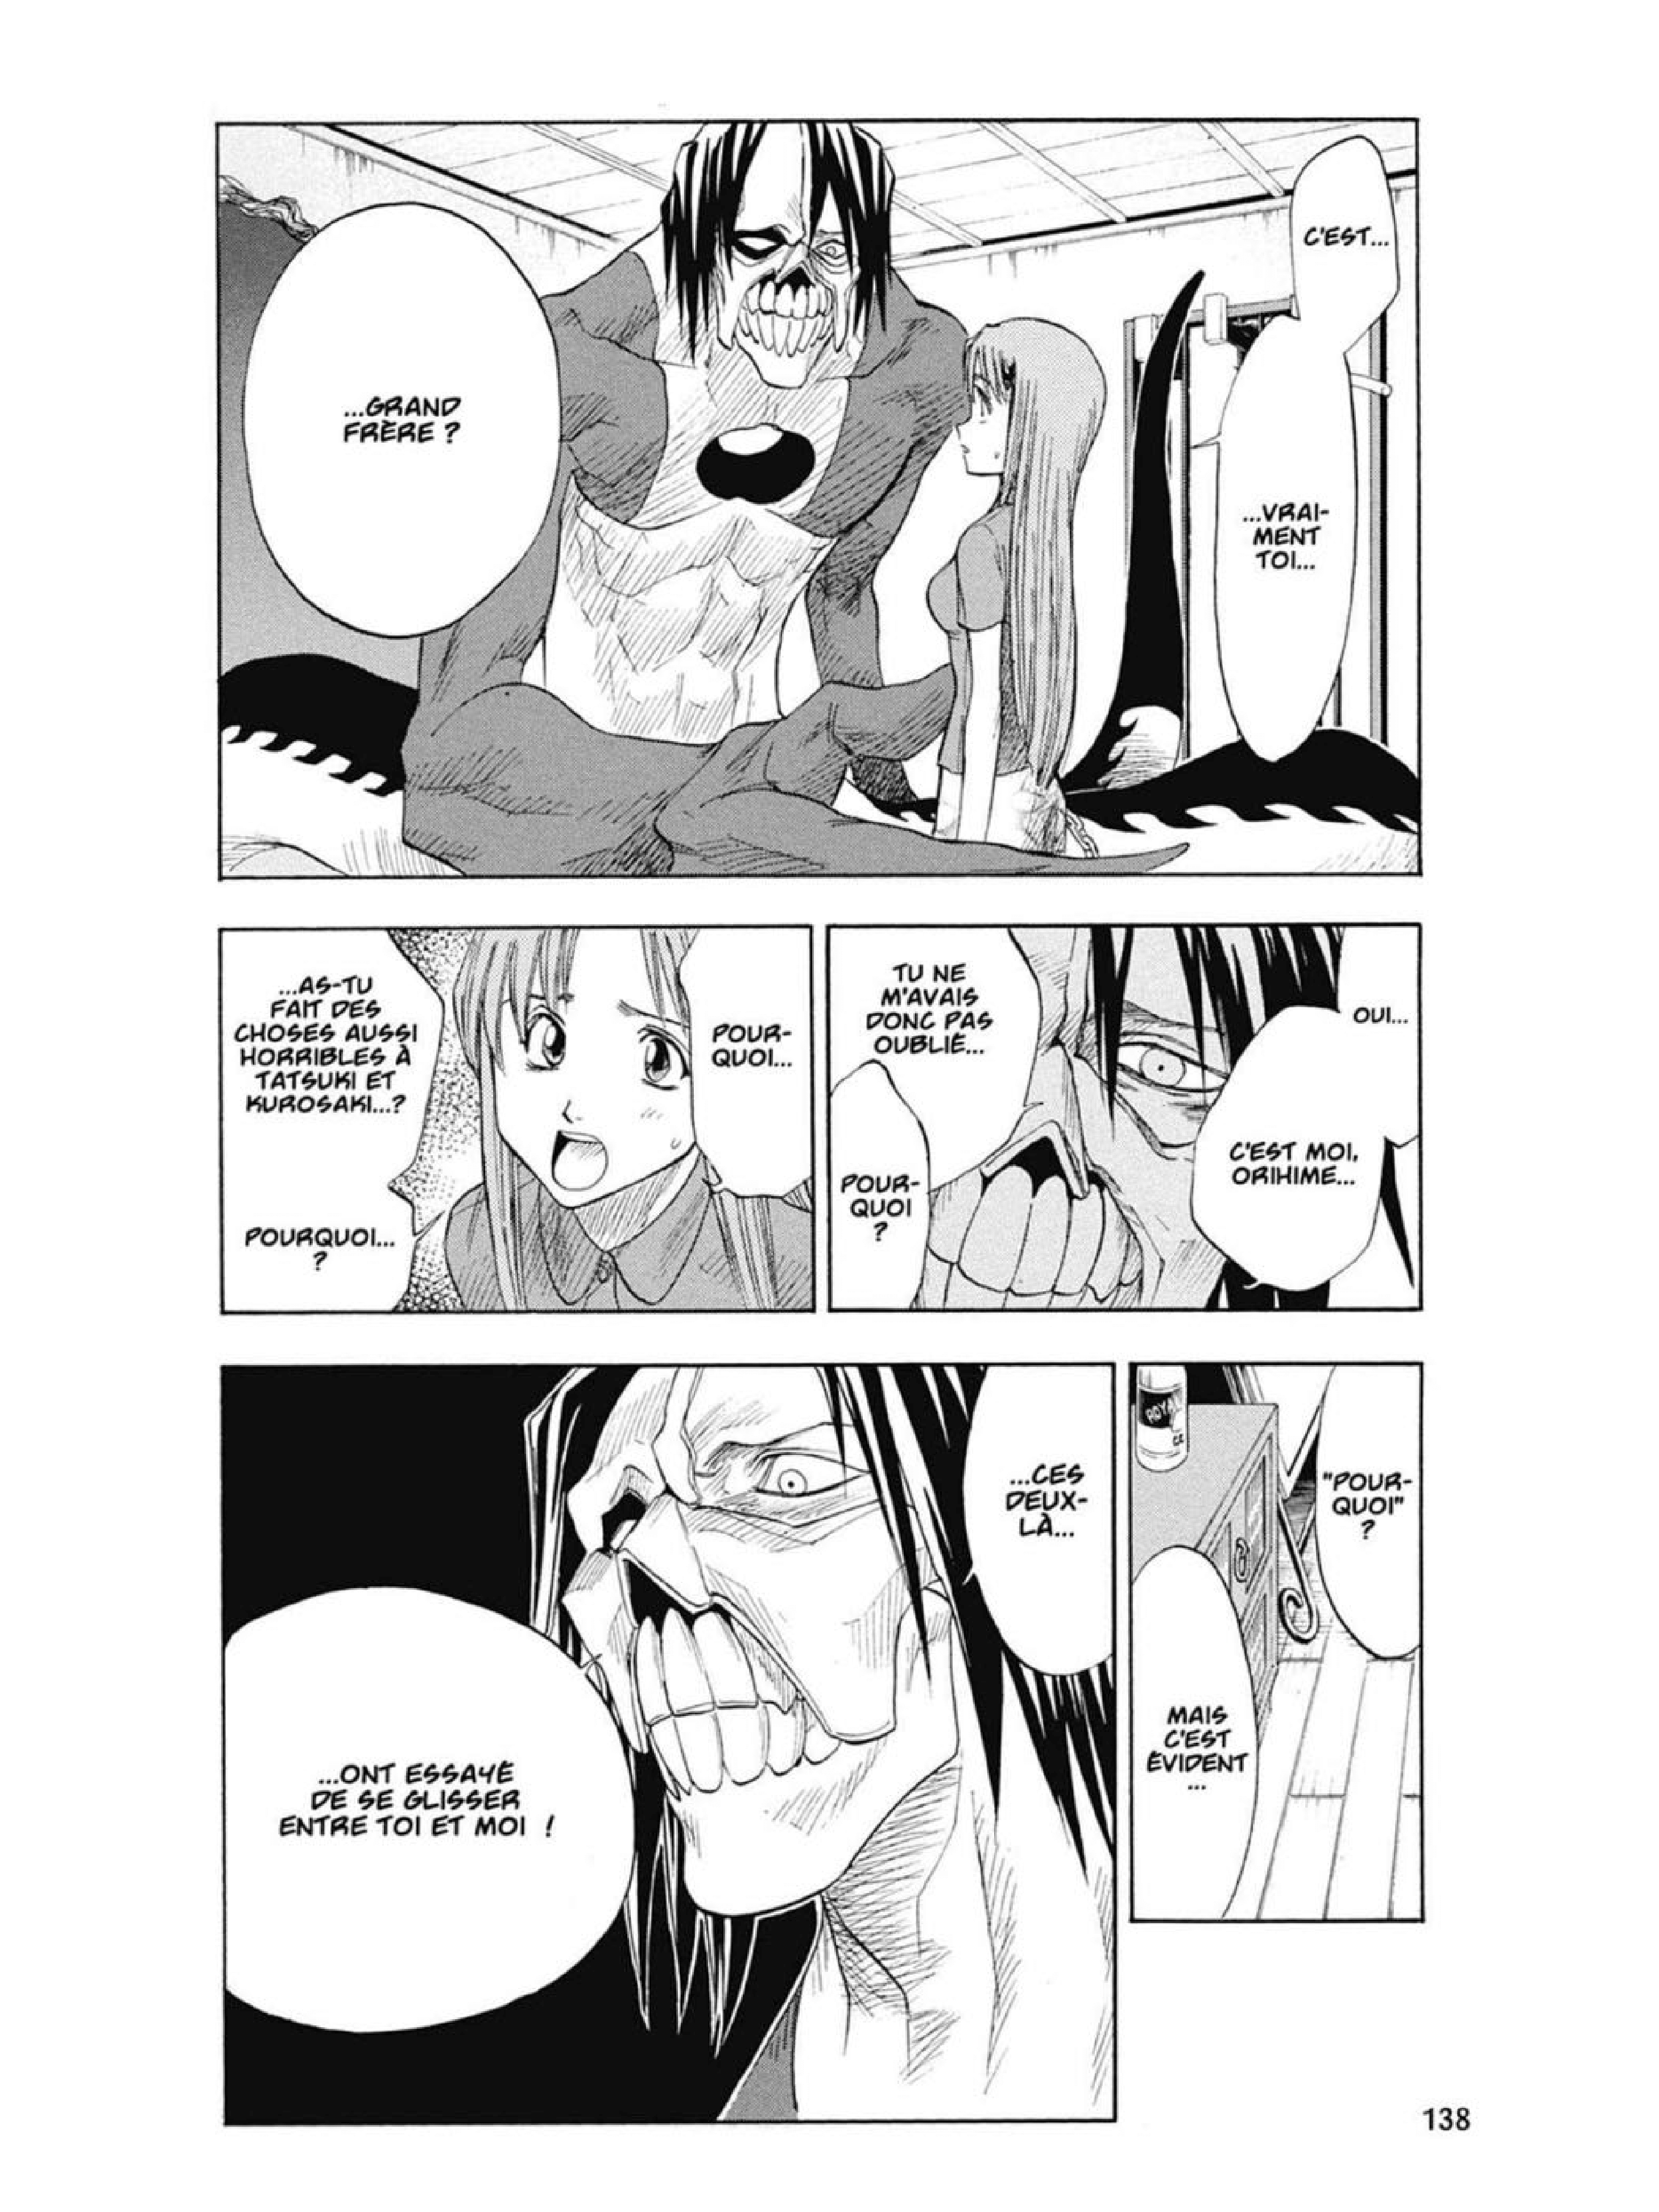 C'EST...
...VRAI-
MENT
TOI...
...GRAND
FRÈRE ?
OUI...
C'EST MOI,
ORIHIME...
TU NE
M'AVAIS
DONC PAS
OUBLIÉ...
POUR-
QUOI
?
POUR-
QUOI...
...AS-TU
FAIT DES
CHOSES AUSSI
HORRIBLES À
TATSUKI ET
KUROSAKI...?
POURQUOI...
?
ROYAL
"POUR-
QUOI"
?
MAIS
C'EST
ÉVIDENT
...
...CES
DEUX-
LÀ...
...ONT ESSAYÉ
DE SE GLISSER
ENTRE TOI ET MOI !
138